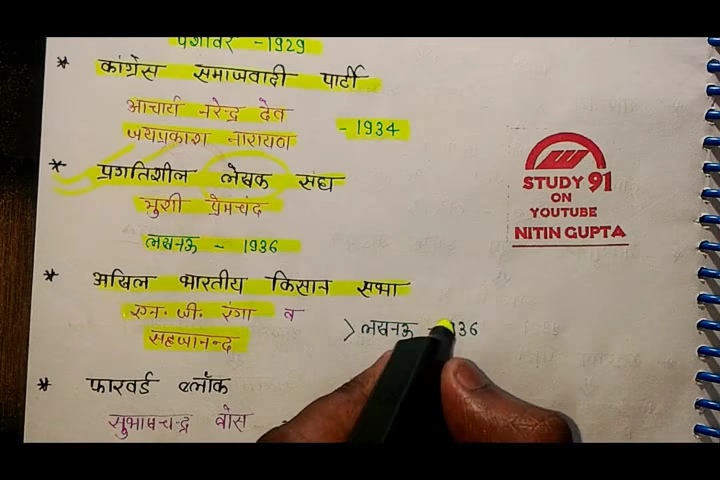 पेशावर - 1929
* कांग्रेस समाजवादी पार्टी
आचार्य नरेन्द्र देव
जयप्रकाश नारायण - 1934
* प्रगतिशील लेखक संघ
मुंशी प्रेमचंद
लखनऊ - 1936
* अखिल भारतीय किसान सभा
एन. जी. रंगा व
सहजानन्द
> लखनऊ - 1936
* फारवर्ड ब्लॉक
सुभाषचन्द्र बोस
STUDY 91
ON
YOUTUBE
NITIN GUPTA